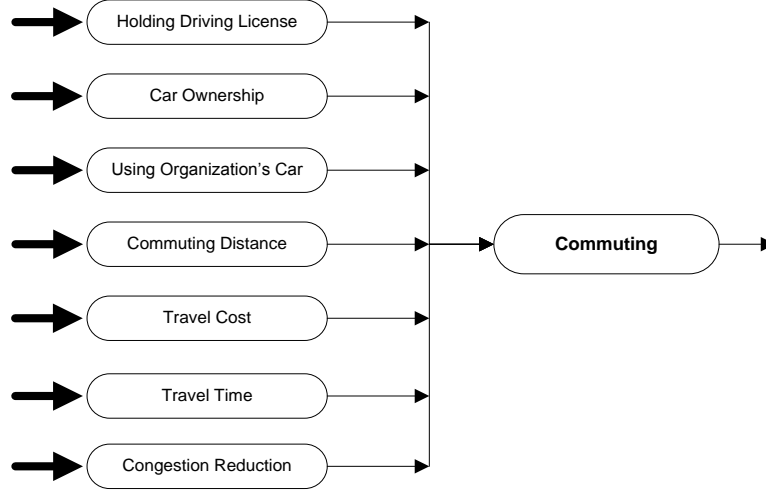 Holding Driving License
Car Ownership
Using Organization's Car
Commuting Distance
Commuting
Travel Cost
Travel Time
Congestion Reduction